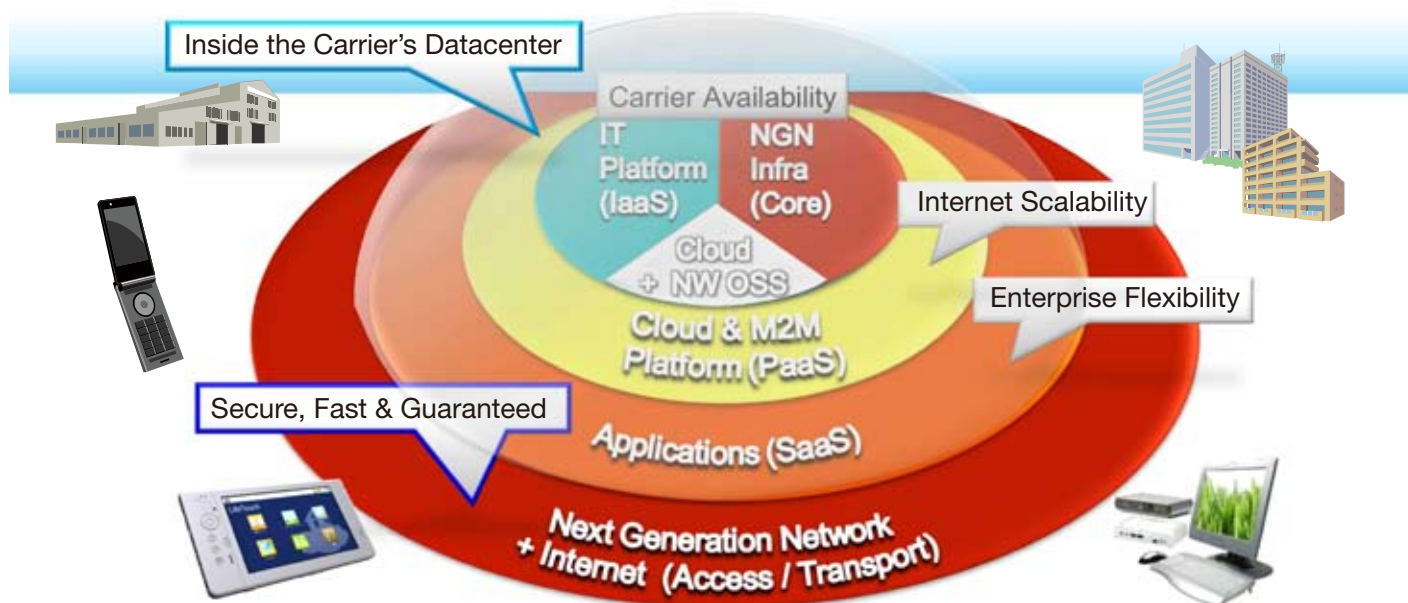 Inside the Carrier's Datacenter
Carrier Availability
IT
Platform
(IaaS)
NGN
Infra
(Core)
Internet Scalability
Cloud
+ NW OSS
Enterprise Flexibility
Cloud & M2M
Platform (PaaS)
Secure, Fast & Guaranteed
Applications (SaaS)
LifeTouch
Next Generation Network
+ Internet (Access / Transport)